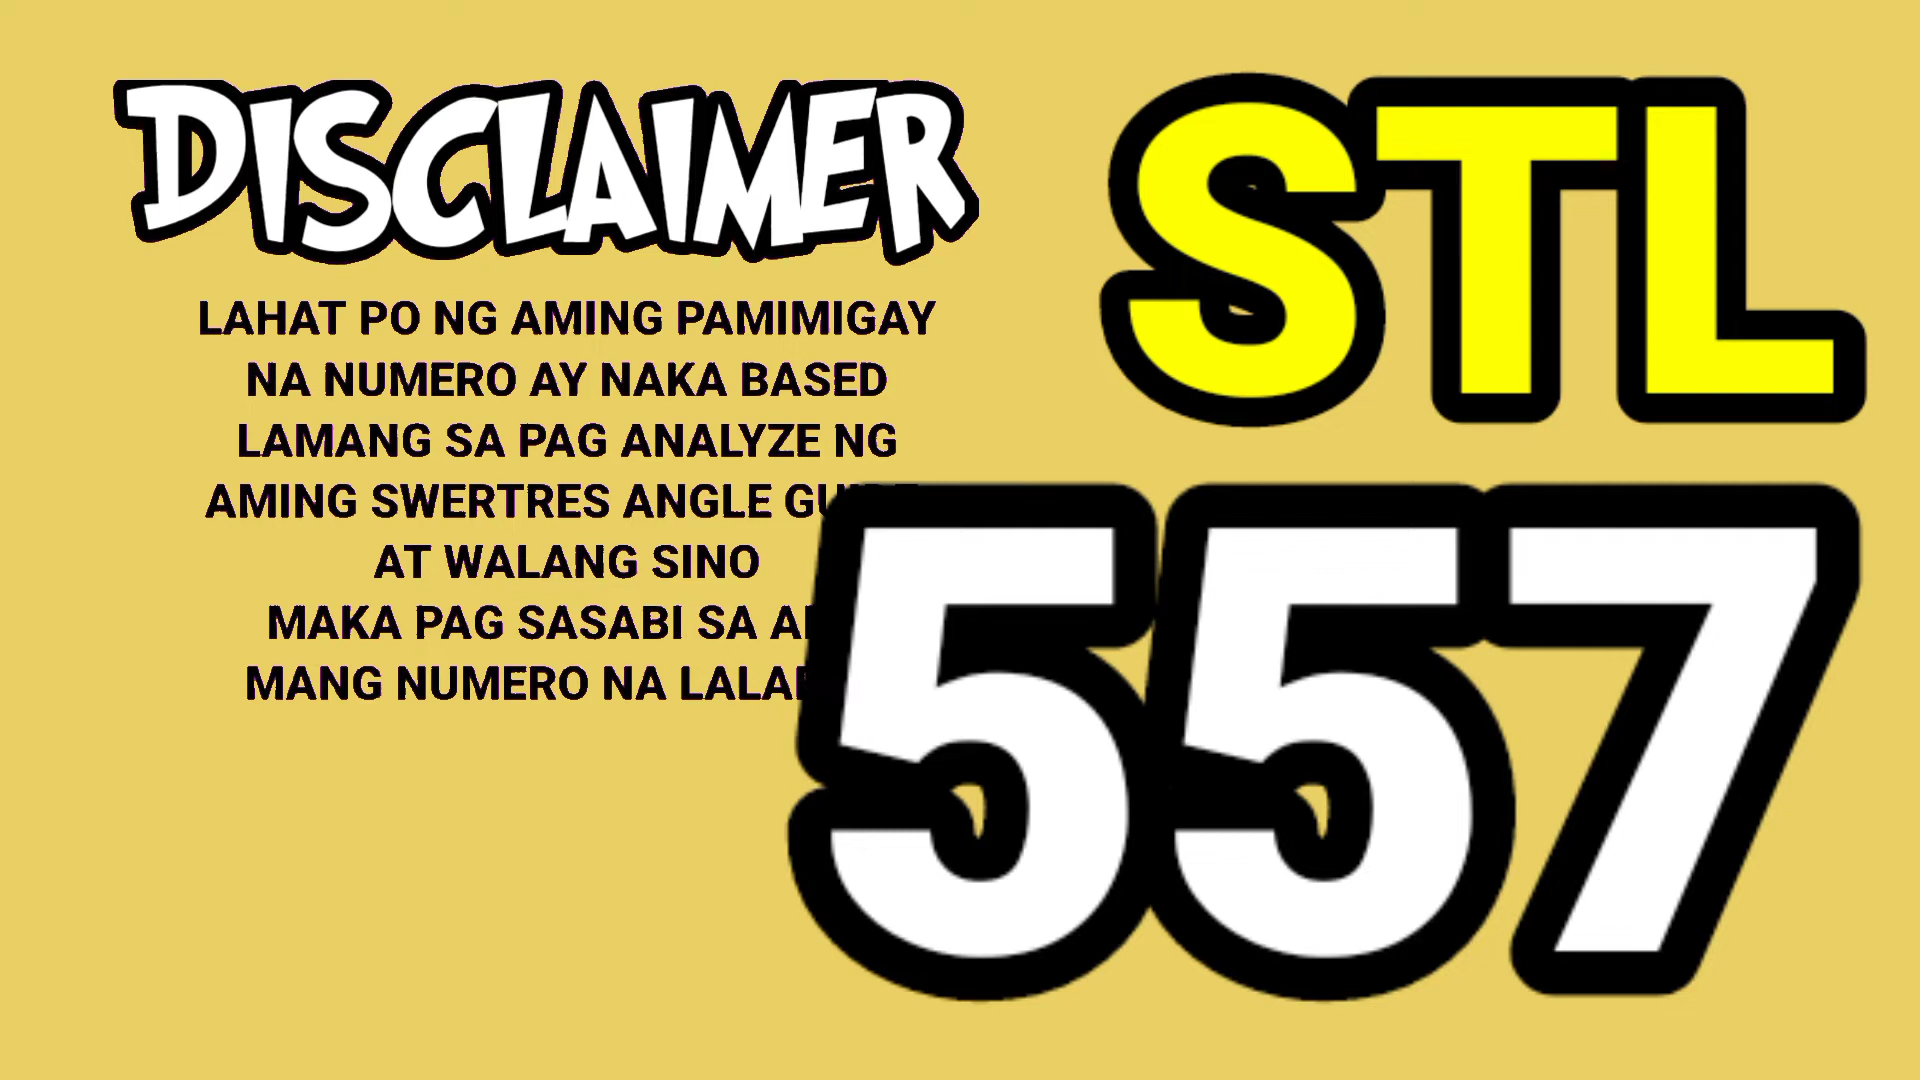 DISCLAIMER
LAHAT PO NG AMING PAMIMIGAY
NA NUMERO AY NAKA BASED
LAMANG SA PAG ANALYZE NG
AMING SWERTRES ANGLE
AT WALANG SINO
MAKA PAG SASABI SA
MANG NUMERO NA
STL
557